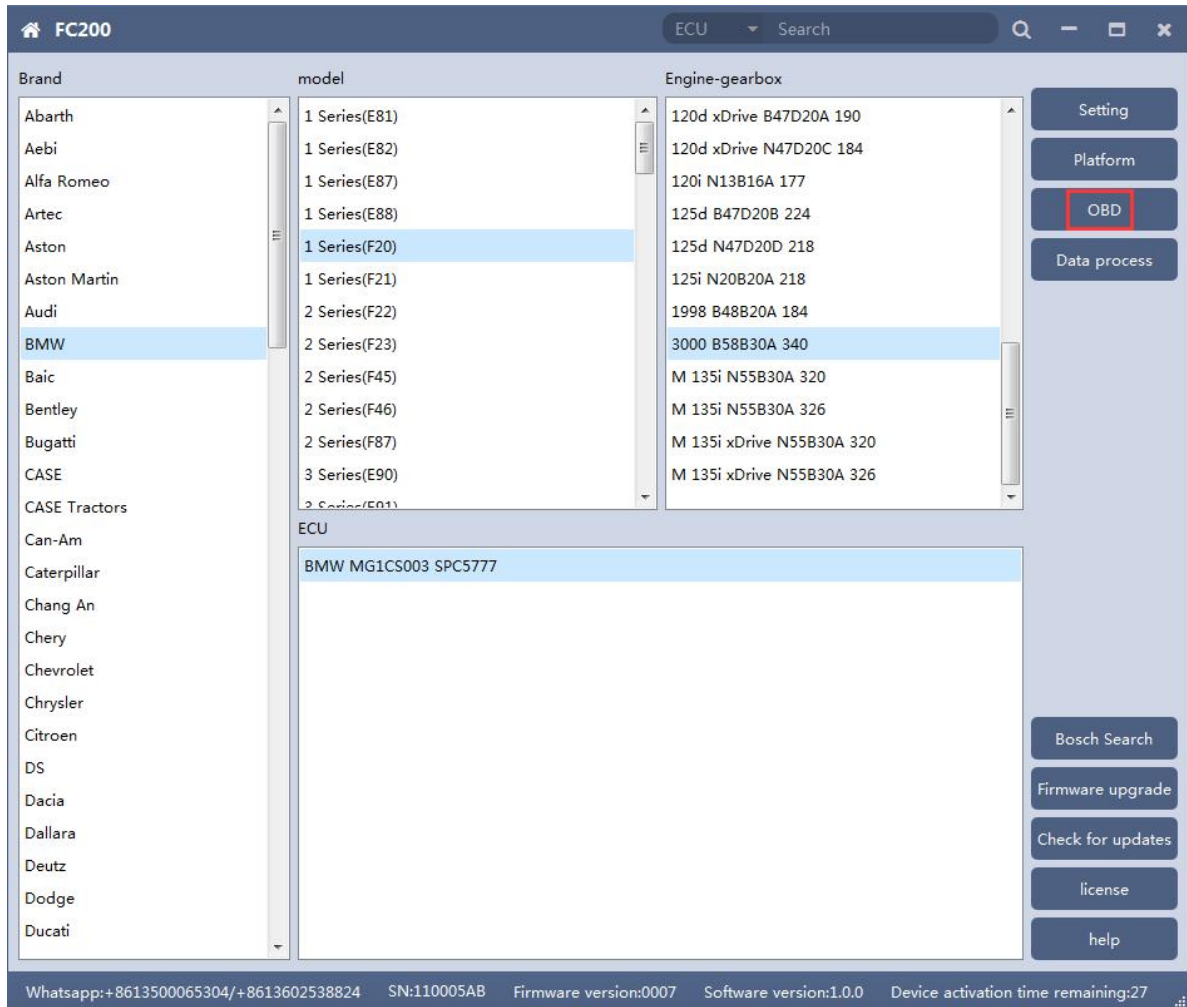 FC200
ECU Search
Brand
Abarth
Aebi
Alfa Romeo
Artec
Aston
Aston Martin
Audi
BMW
Baic
Bentley
Bugatti
CASE
CASE Tractors
Can-Am
Caterpillar
Chang An
Chery
Chevrolet
Chrysler
Citroen
DS
Dacia
Dallara
Deutz
Dodge
Ducati
model
1 Series(E81)
1 Series(E82)
1 Series(E87)
1 Series(E88)
1 Series(F20)
1 Series(F21)
2 Series(F22)
2 Series(F23)
2 Series(F45)
2 Series(F46)
2 Series(F87)
3 Series(E90)
3 Series(E91)
Engine-gearbox
120d xDrive B47D20A 190
120d xDrive N47D20C 184
120i N13B16A 177
125d B47D20B 224
125d N47D20D 218
125i N20B20A 218
1998 B48B20A 184
3000 B58B30A 340
M 135i N55B30A 320
M 135i N55B30A 326
M 135i xDrive N55B30A 320
M 135i xDrive N55B30A 326
ECU
BMW MG1CS003 SPC5777
Setting
Platform
OBD
Data process
Bosch Search
Firmware upgrade
Check for updates
license
help
Whatsapp:+8613500065304/+8613602538824 SN:110005AB Firmware version:0007 Software version:1.0.0 Device activation time remaining:27